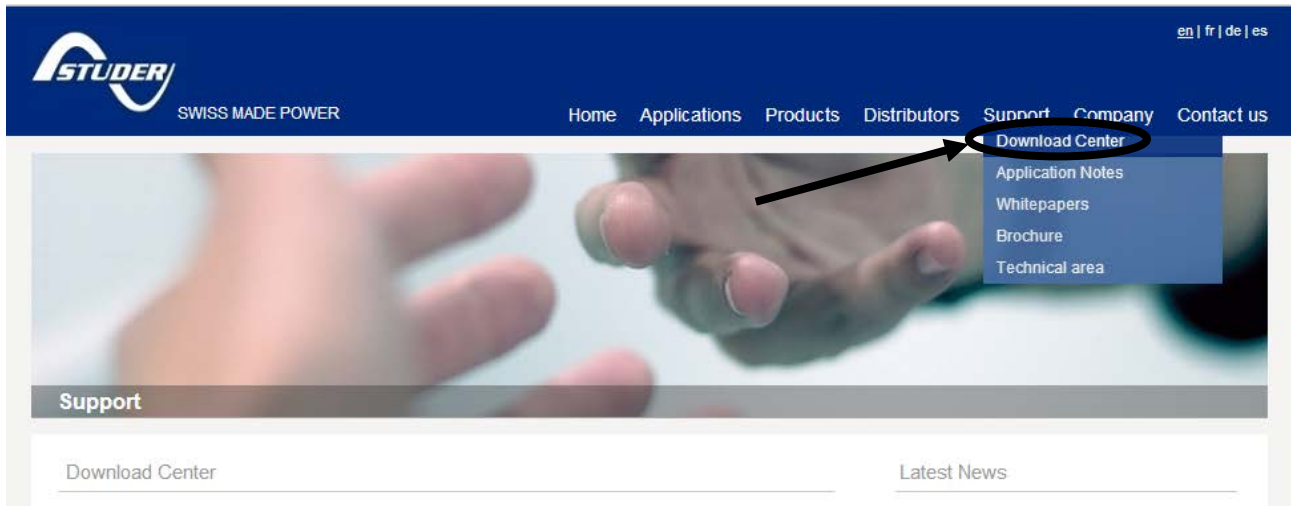 en | fr | de | es
STUDER
SWISS MADE POWER
Home Applications Products Distributors Support Company Contact us
Download Center
Application Notes
Whitepapers
Brochure
Technical area
Support
Download Center
Latest News